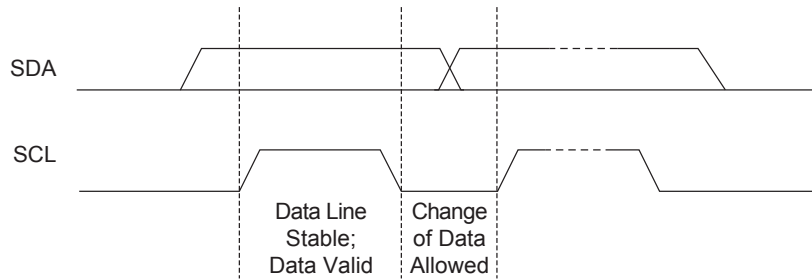 SDA
SCL
Data Line
Stable;
Data Valid
Change
of Data
Allowed